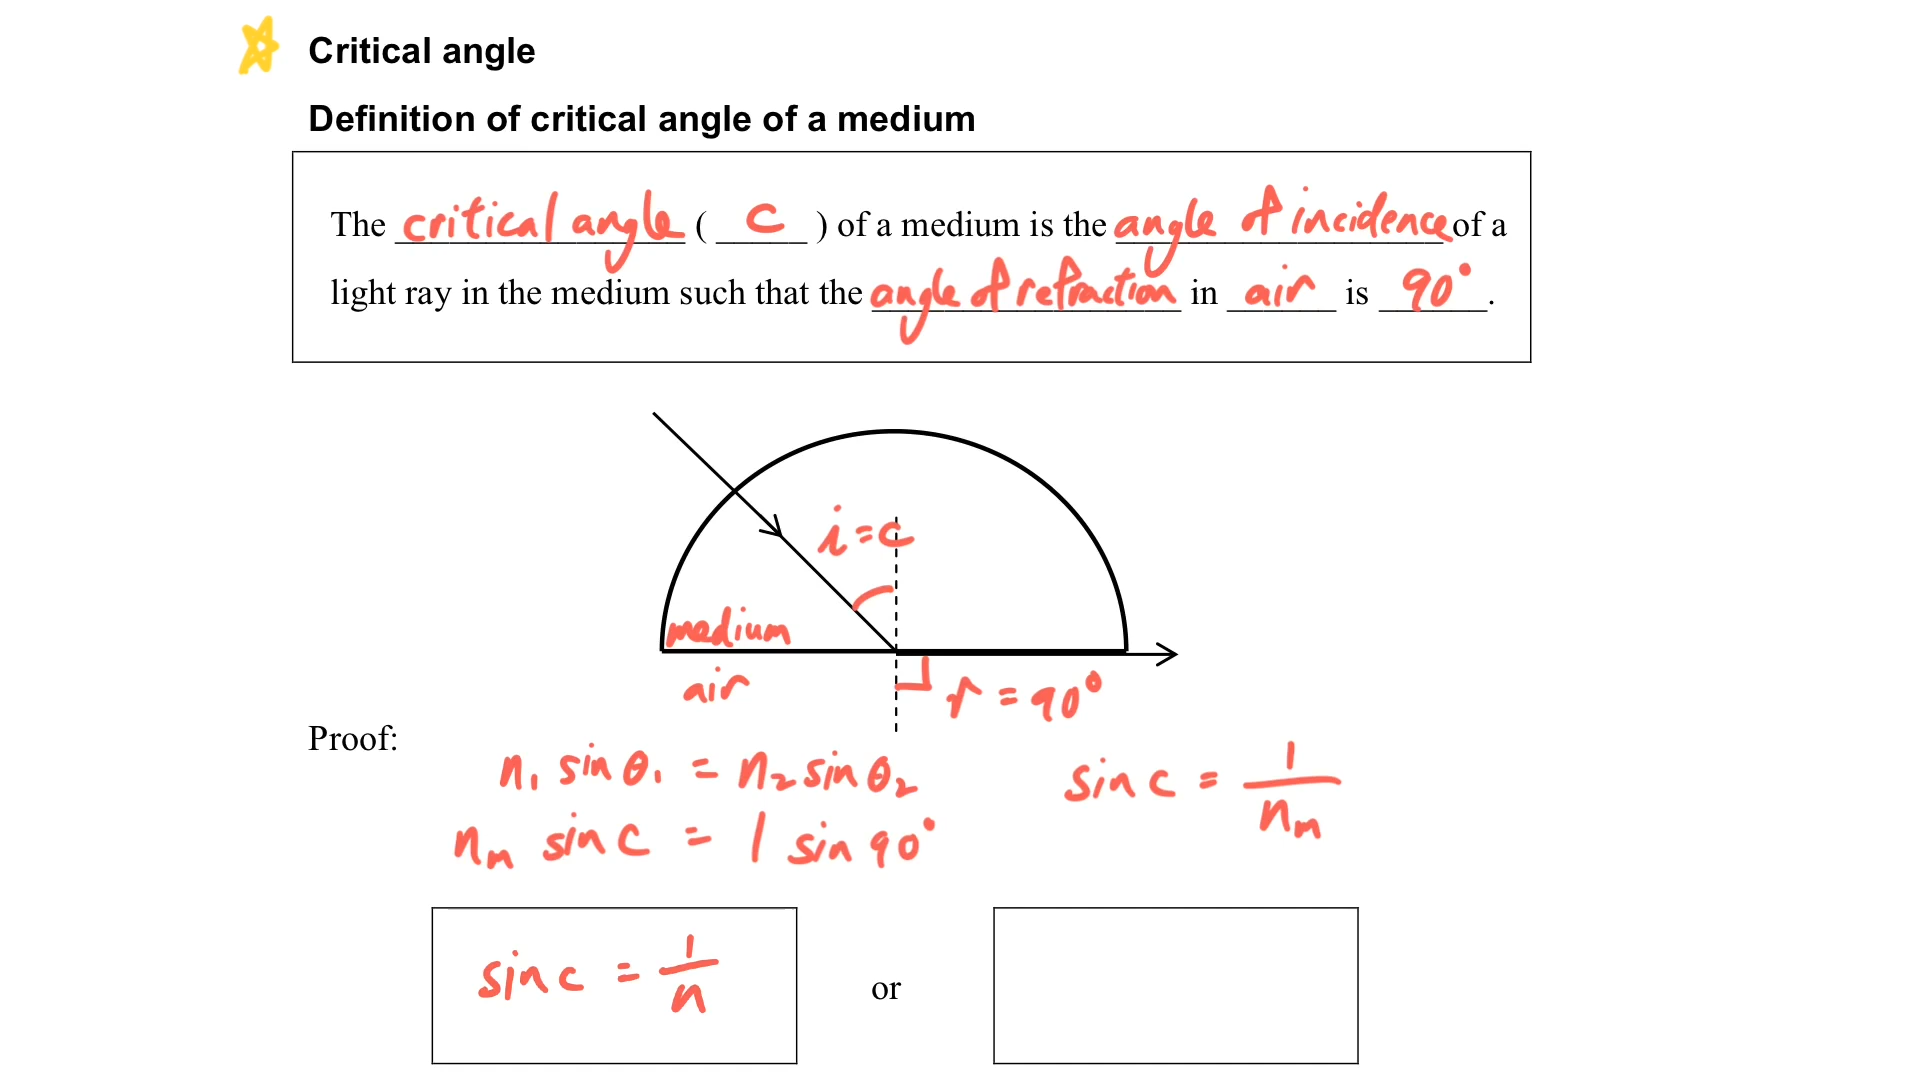 Critical angle
Definition of critical angle of a medium
The critical angle ( c ) of a medium is the angle of incidence of a
light ray in the medium such that the angle of refraction in air is 90°.
i = c
medium
air
r = 90°
Proof:
n₁ sin θ₁ = n₂ sin θ₂
sin c = 1/nₘ
nₘ sin c = 1 sin 90°
sin c = 1/n
or